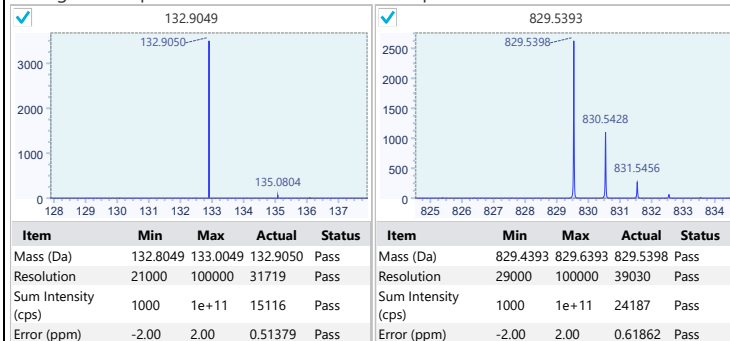 132.9049
132.9050
3000
2000
1000
0
135.0804
128 129 130 131 132 133 134 135 136 137
Item Min Max Actual Status
Mass (Da) 132.8049 133.0049 132.9050 Pass
Resolution 21000 100000 31719 Pass
Sum Intensity
(cps) 1000 1e+11 15116 Pass
Error (ppm) -2.00 2.00 0.51379 Pass
829.5393
829.5398
2500
2000
1500
1000
500
0
830.5428
831.5456
825 826 827 828 829 830 831 832 833 834
Item Min Max Actual Status
Mass (Da) 829.4393 829.6393 829.5398 Pass
Resolution 29000 100000 39030 Pass
Sum Intensity
(cps) 1000 1e+11 24187 Pass
Error (ppm) -2.00 2.00 0.61862 Pass